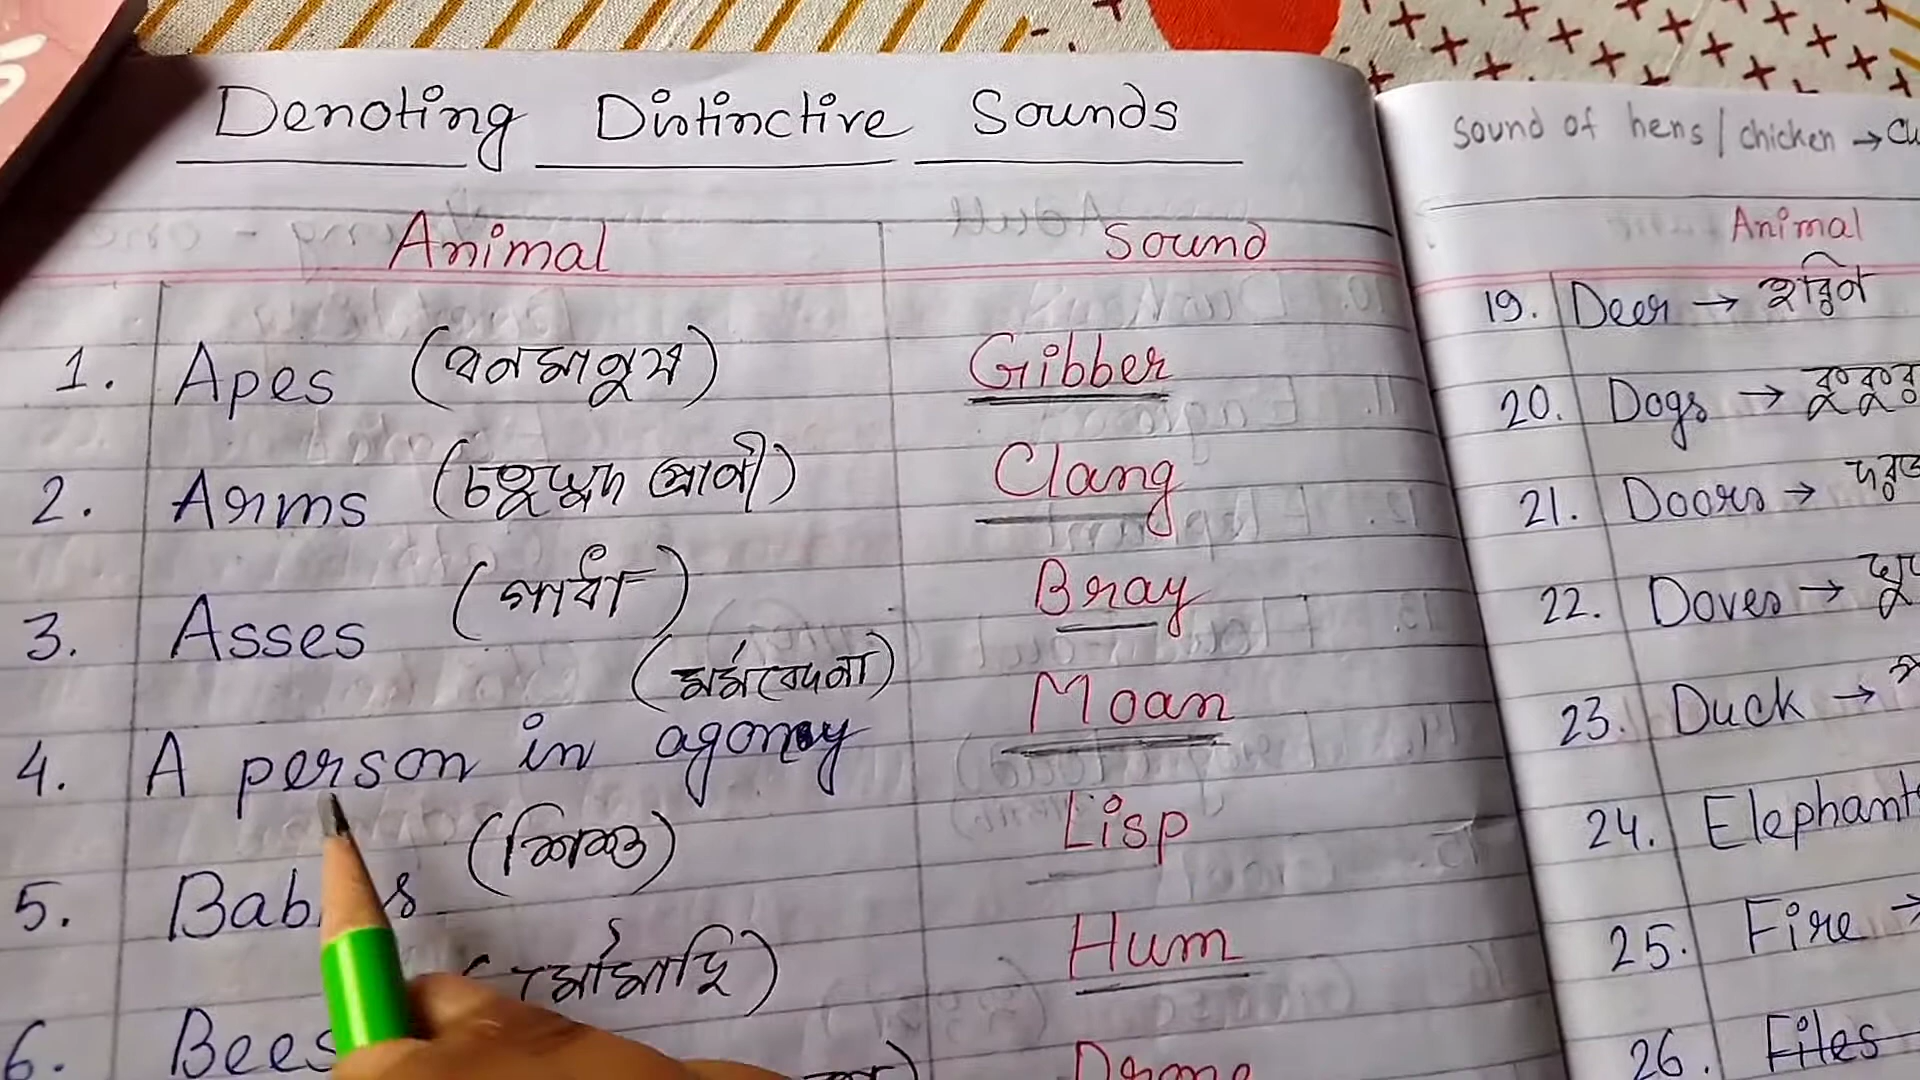 Denoting Distinctive Sounds
Animal Sound
1. Apes (বনমানুষ) Gibber
2. Arms (চতুষ্পদ প্রাণী) Clang
3. Asses (গাধা) Bray
4. A person in agony (মর্মবেদনা) Moan
5. (শিশু) Lisp
6. Bees (মৌমাছি) Hum
Drone
Sound of hens / chicken →
Animal
19. Deer → হরিণ
20. Dogs →
21. Doors →
22. Doves →
23. Duck →
24. Elephants
25. Fire →
26. Files